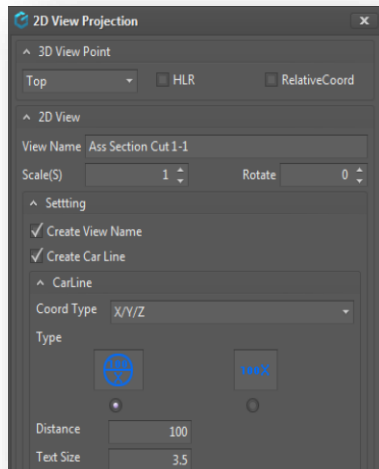 2D View Projection x
3D View Point
Top HLR RelativeCoord
2D View
View Name Ass Section Cut 1-1
Scale(S) 1 Rotate 0
Settting
Create View Name
Create Car Line
CarLine
Coord Type X/Y/Z
Type
Distance 100
Text Size 3.5